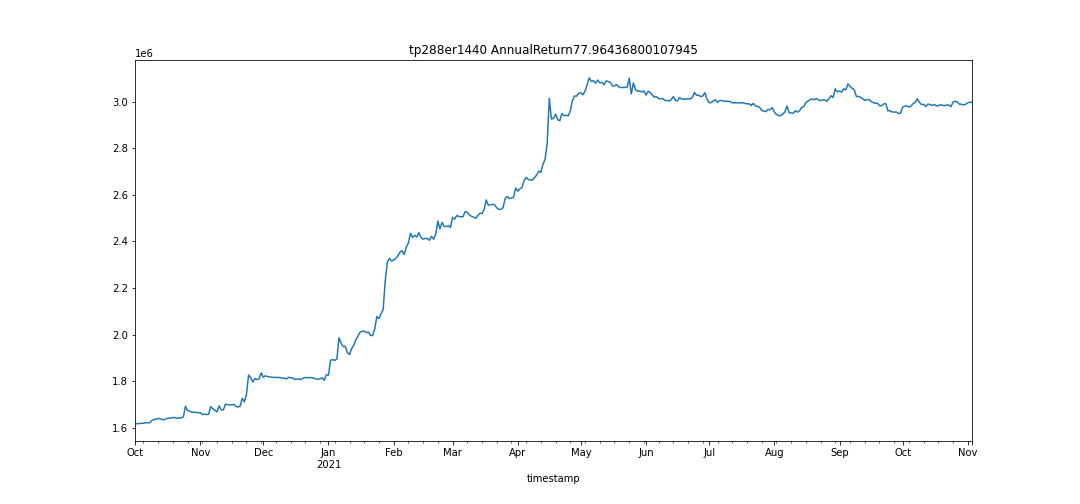 tp288er1440 AnnualReturn77.96436800107945
1e6
3.0
2.8
2.6
2.4
2.2
2.0
1.8
1.6
Oct Nov Dec Jan Feb Mar Apr May Jun Jul Aug Sep Oct Nov
2021
timestamp